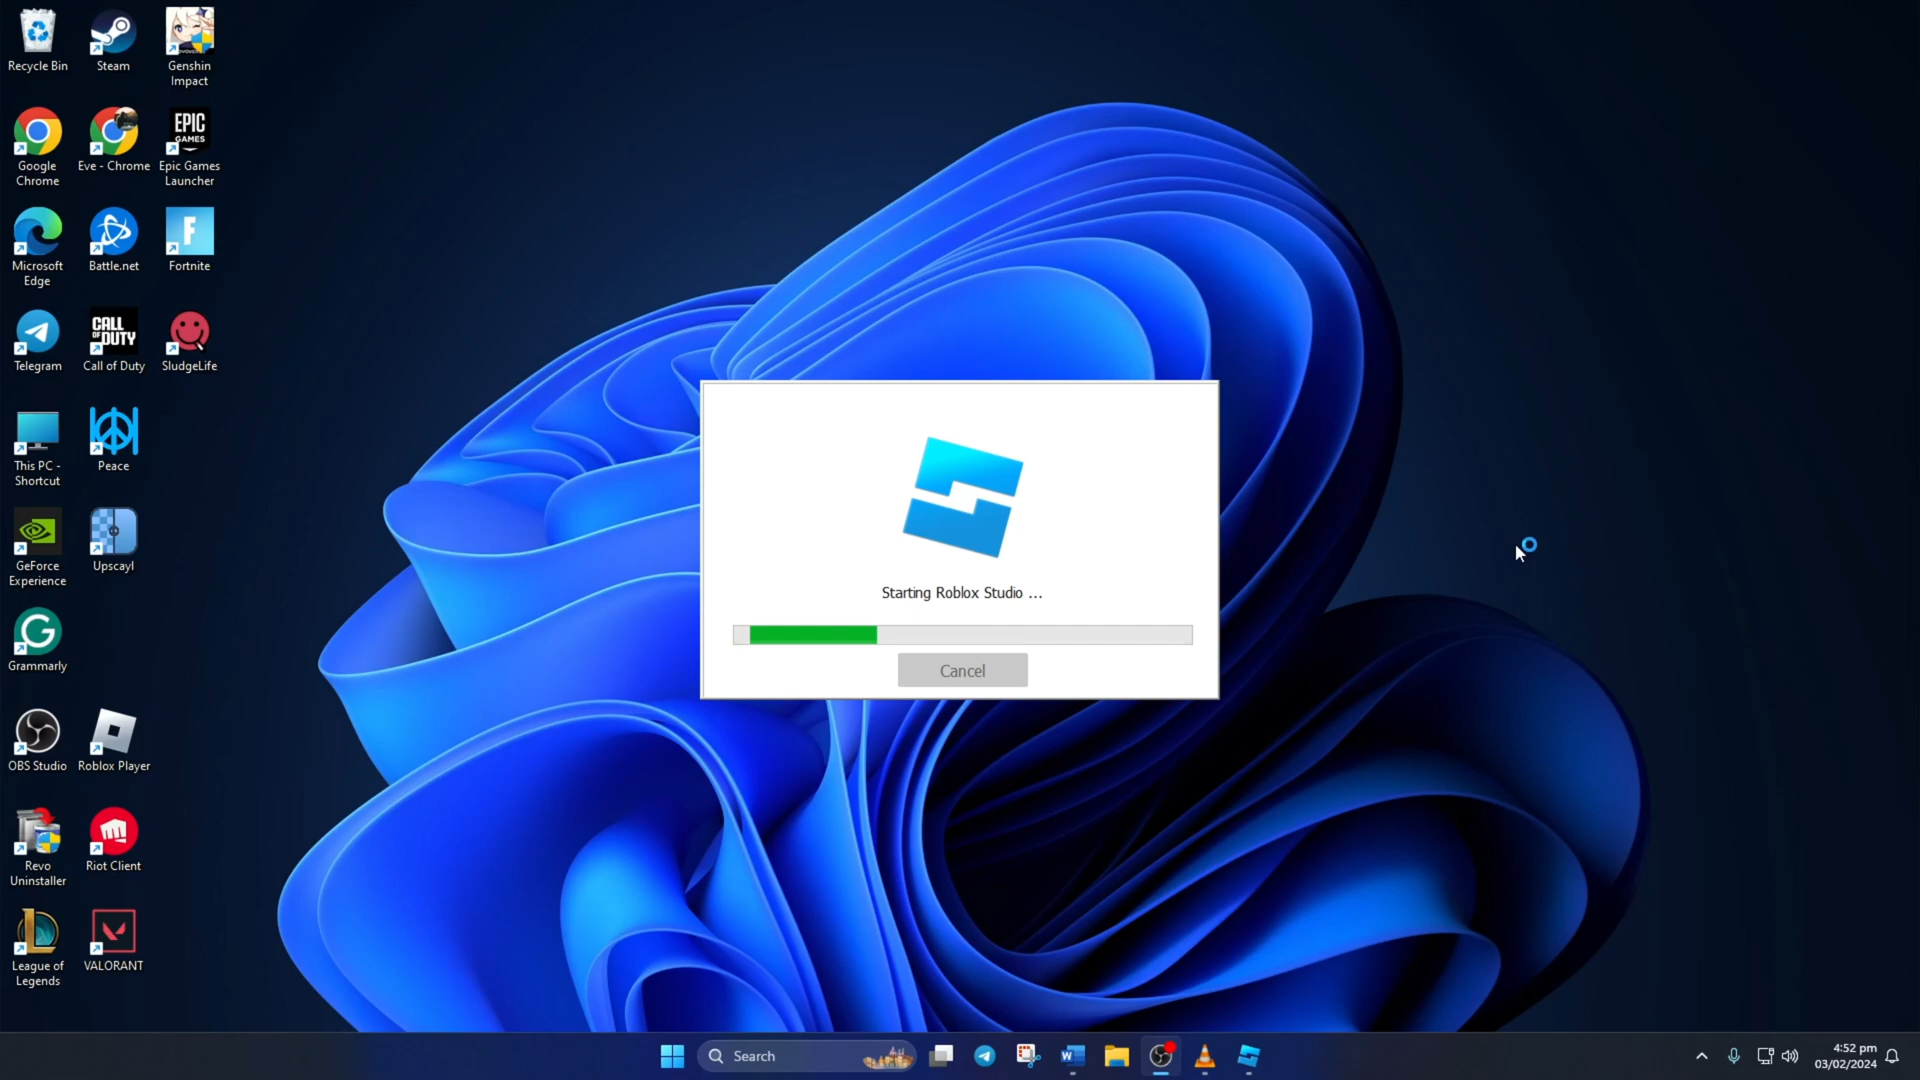 Recycle Bin
Steam
Genshin
Impact
Google
Chrome
Eve - Chrome
EPIC
GAMES
Epic Games
Launcher
Microsoft
Edge
Battle.net
F
Fortnite
Telegram
CALL
OF DUTY
Call of Duty
SludgeLife
This PC -
Shortcut
Peace
GeForce
Experience
Upscayl
Grammarly
OBS Studio
Roblox Player
Revo
Uninstaller
Riot Client
League of
Legends
VALORANT
Starting Roblox Studio ...
Cancel
Search
4:52 pm
03/02/2024